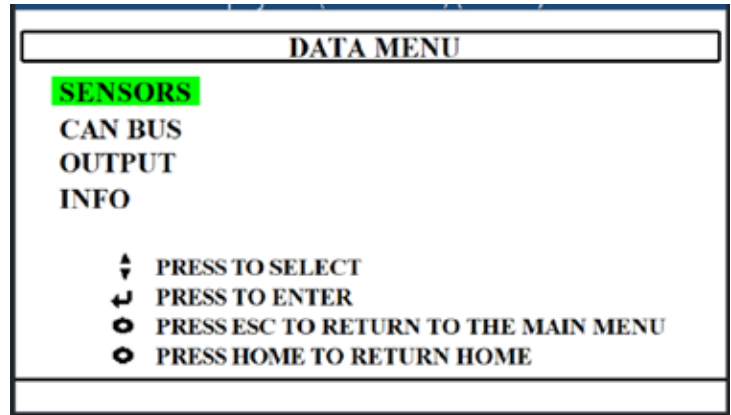 DATA MENU
SENSORS
CAN BUS
OUTPUT
INFO
PRESS TO SELECT
PRESS TO ENTER
PRESS ESC TO RETURN TO THE MAIN MENU
PRESS HOME TO RETURN HOME